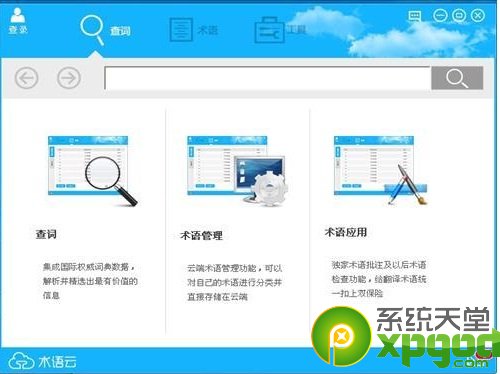 登录
查词
术语
工具
查词
集成国际权威词典数据，
解析并精选出最有价值的
信息
术语管理
云端术语管理功能，可以
对自己的术语进行分类并
直接存储在云端
术语应用
独家术语批注及以后术语
检查功能，给翻译术语统
一扣上双保险
术语云
系统天堂
xpgod